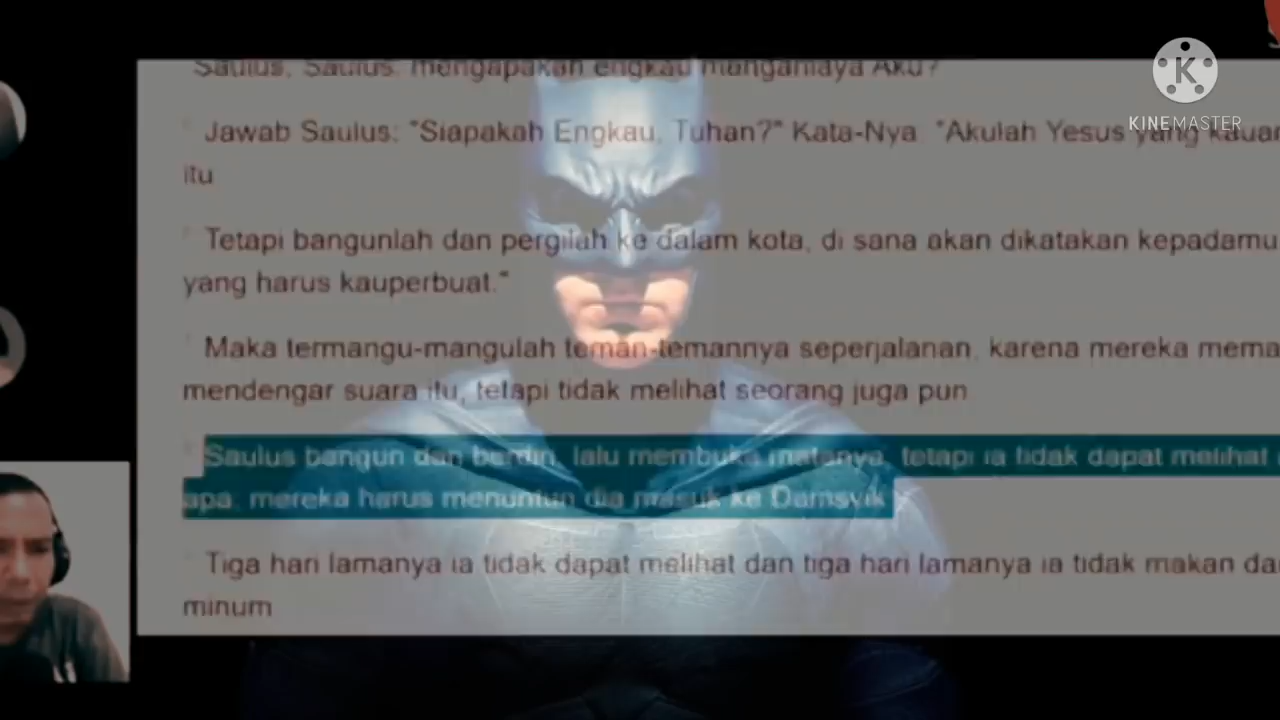 Saulus, Saulus, mengapakah engkau menganiaya Aku?
Jawab Saulus: "Siapakah Engkau, Tuhan?" Kata-Nya: "Akulah Yesus yang
itu
Tetapi bangunlah dan pergilah ke dalam kota, di sana akan dikatakan kepadamu
yang harus kauperbuat."
Maka termangu-mangulah teman-temannya seperjalanan, karena mereka
mendengar suara itu, tetapi tidak melihat seorang juga pun
Saulus bangun dan berdiri, lalu membuka matanya, tetapi ia tidak dapat melihat
apa, mereka harus menuntun dia masuk ke Damsyik
Tiga hari lamanya ia tidak dapat melihat dan tiga hari lamanya ia tidak makan
minum
KINEMASTER